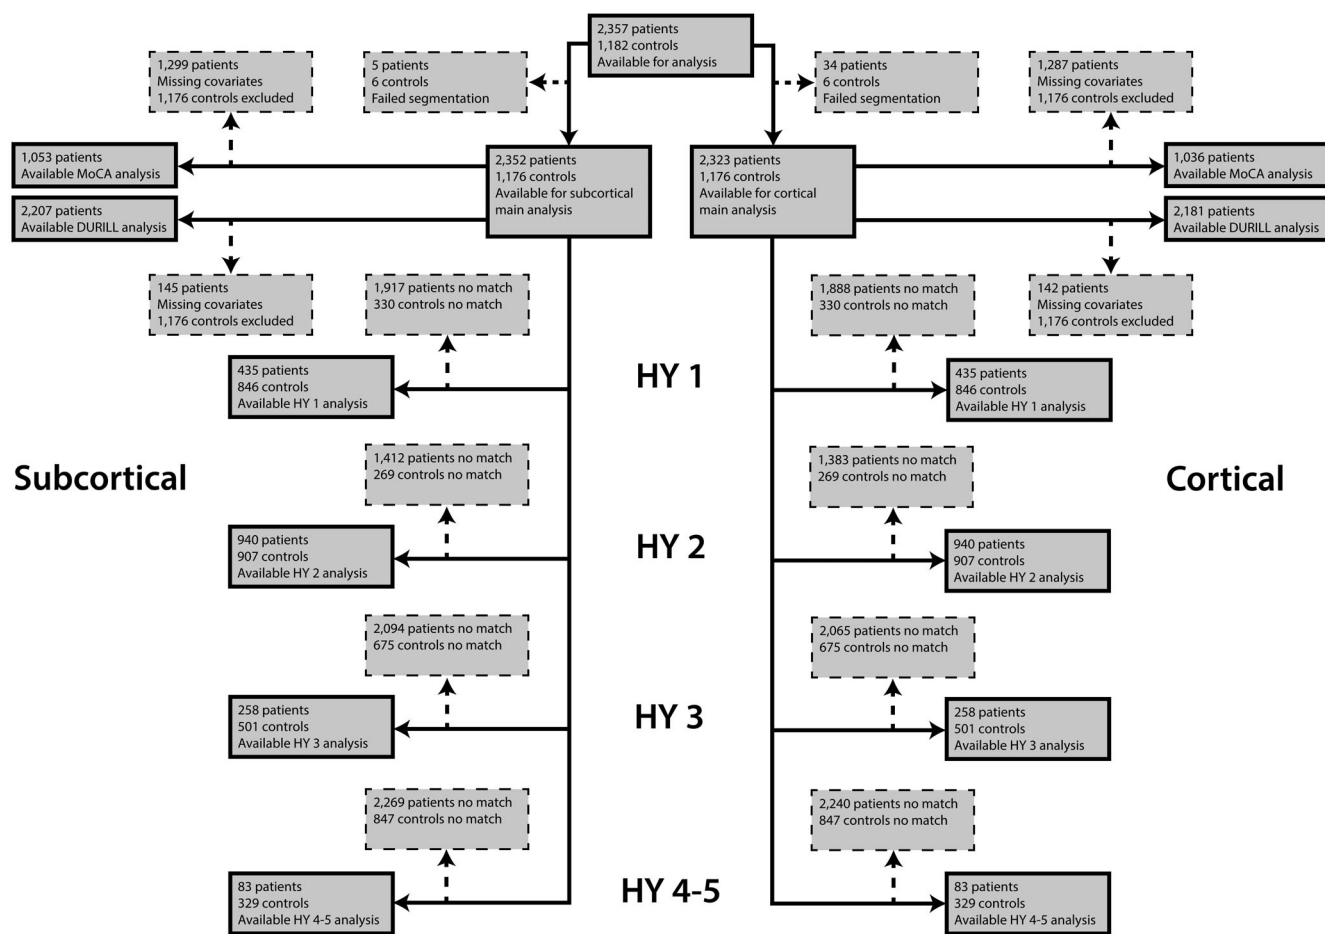 2,357 patients
1,182 controls
Available for analysis
1,299 patients
Missing covariates
1,176 controls excluded
5 patients
6 controls
Failed segmentation
34 patients
6 controls
Failed segmentation
1,287 patients
Missing covariates
1,176 controls excluded
1,053 patients
Available MoCA analysis
2,352 patients
1,176 controls
Available for subcortical
main analysis
2,323 patients
1,176 controls
Available for cortical
main analysis
1,036 patients
Available MoCA analysis
2,207 patients
Available DURILL analysis
2,181 patients
Available DURILL analysis
145 patients
Missing covariates
1,176 controls excluded
1,917 patients no match
330 controls no match
1,888 patients no match
330 controls no match
142 patients
Missing covariates
1,176 controls excluded
435 patients
846 controls
Available HY 1 analysis
HY 1
435 patients
846 controls
Available HY 1 analysis
Subcortical
1,412 patients no match
269 controls no match
1,383 patients no match
269 controls no match
Cortical
940 patients
907 controls
Available HY 2 analysis
HY 2
940 patients
907 controls
Available HY 2 analysis
2,094 patients no match
675 controls no match
2,065 patients no match
675 controls no match
258 patients
501 controls
Available HY 3 analysis
HY 3
258 patients
501 controls
Available HY 3 analysis
2,269 patients no match
847 controls no match
2,240 patients no match
847 controls no match
83 patients
329 controls
Available HY 4-5 analysis
HY 4-5
83 patients
329 controls
Available HY 4-5 analysis